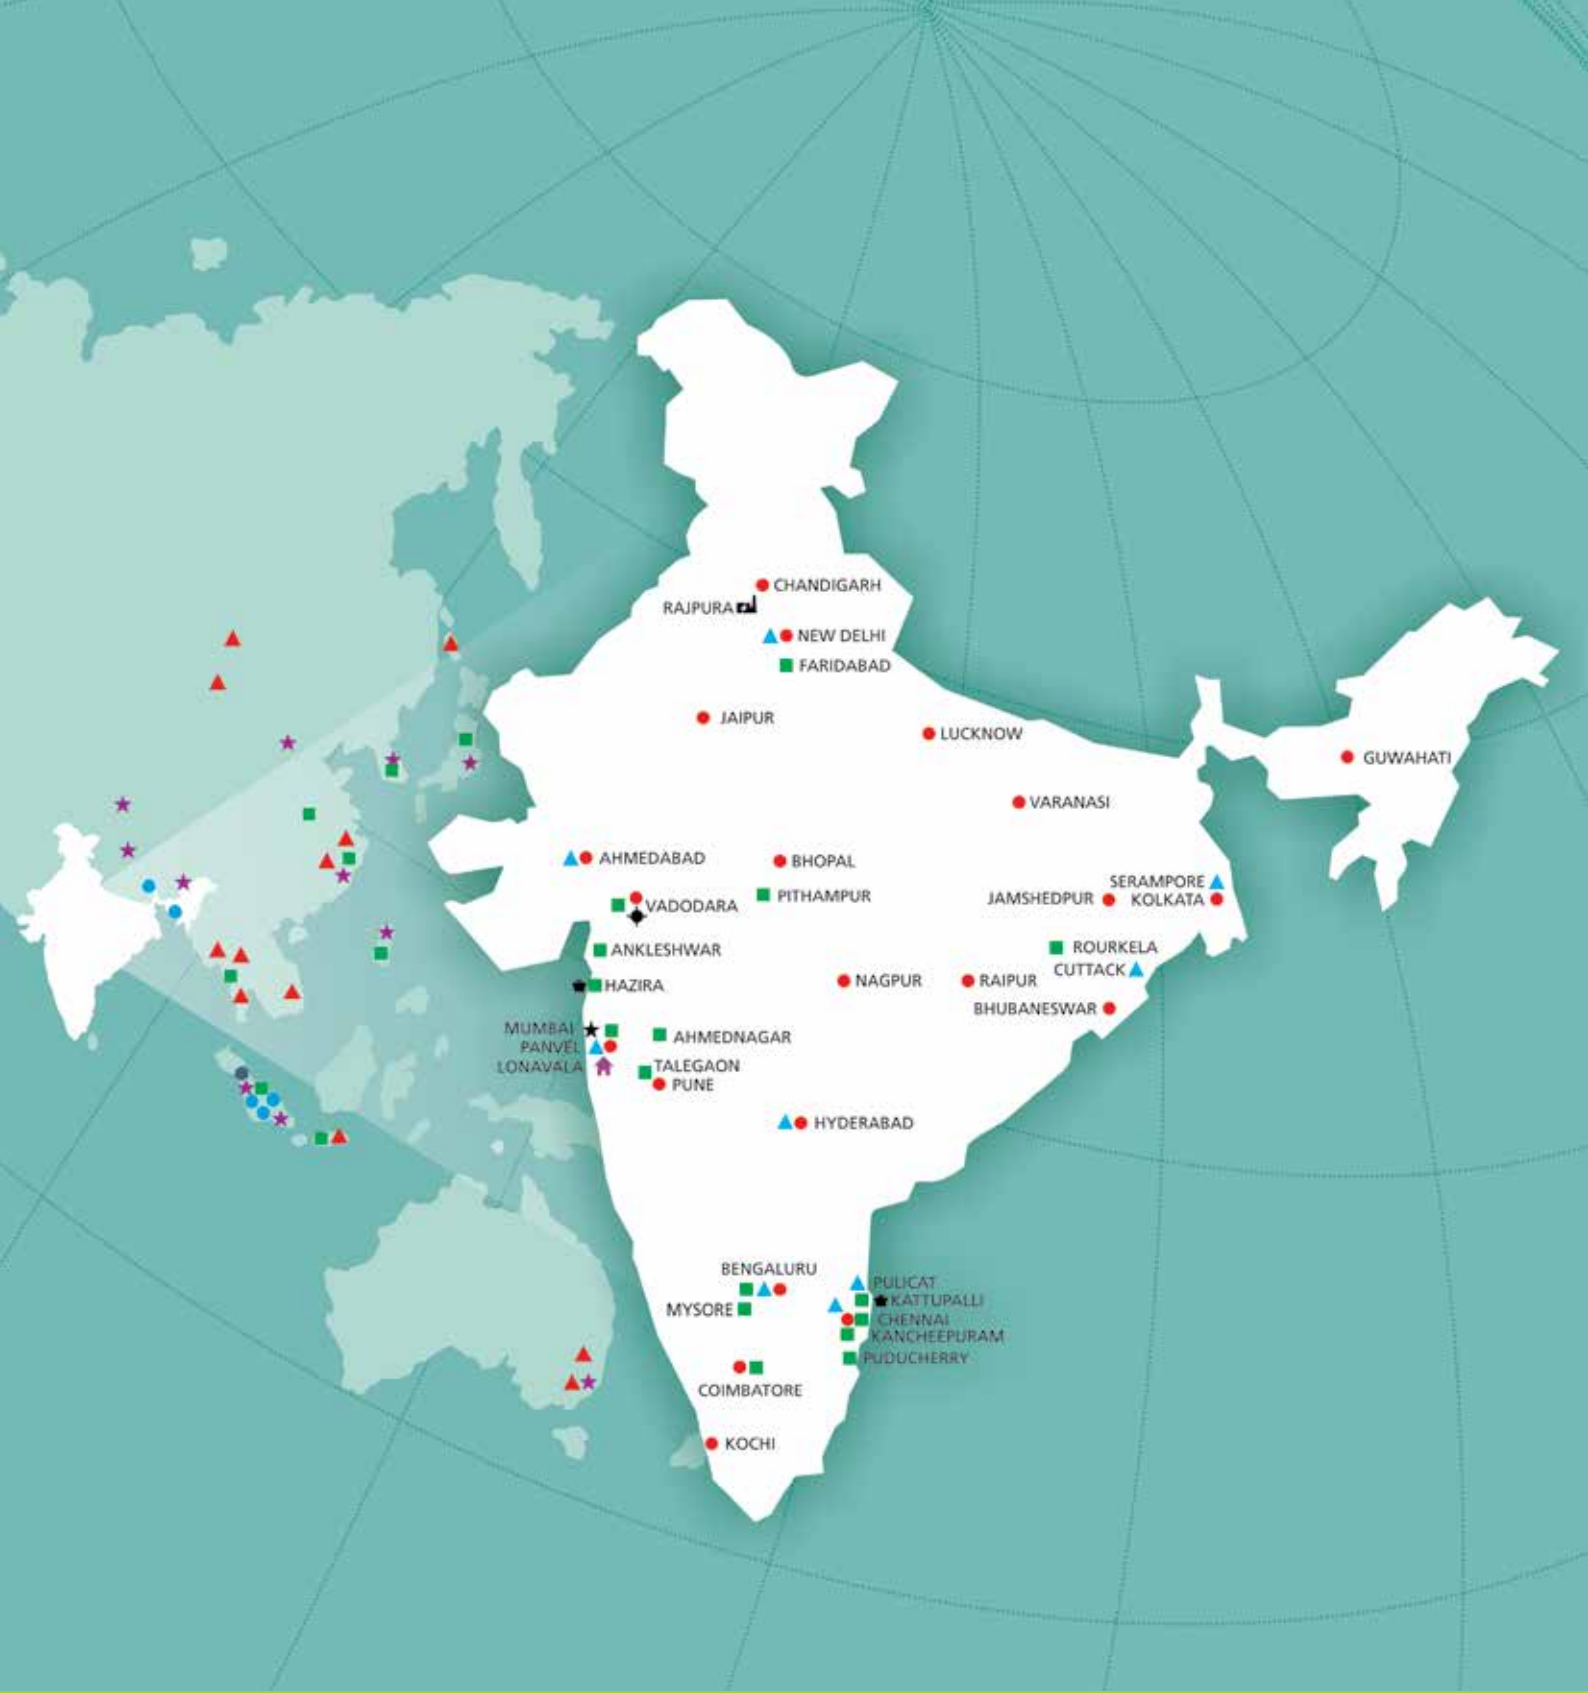 CHANDIGARH
RAJPURA
NEW DELHI
FARIDABAD
JAIPUR
LUCKNOW
GUWAHATI
VARANASI
AHMEDABAD
BHOPAL
SERAMPORE
PITHAMPUR
JAMSHEDPUR
KOLKATA
VADODARA
ROURKELA
ANKLESHWAR
CUTTACK
NAGPUR
RAIPUR
HAZIRA
BHUBANESWAR
MUMBAI
AHMEDNAGAR
PANVEL
LONAVALA
TALEGAON
PUNE
HYDERABAD
BENGALURU
PULICAT
KATTUPALLI
MYSORE
CHENNAI
KANCHEEPURAM
PUDUCHERRY
COIMBATORE
KOCHI